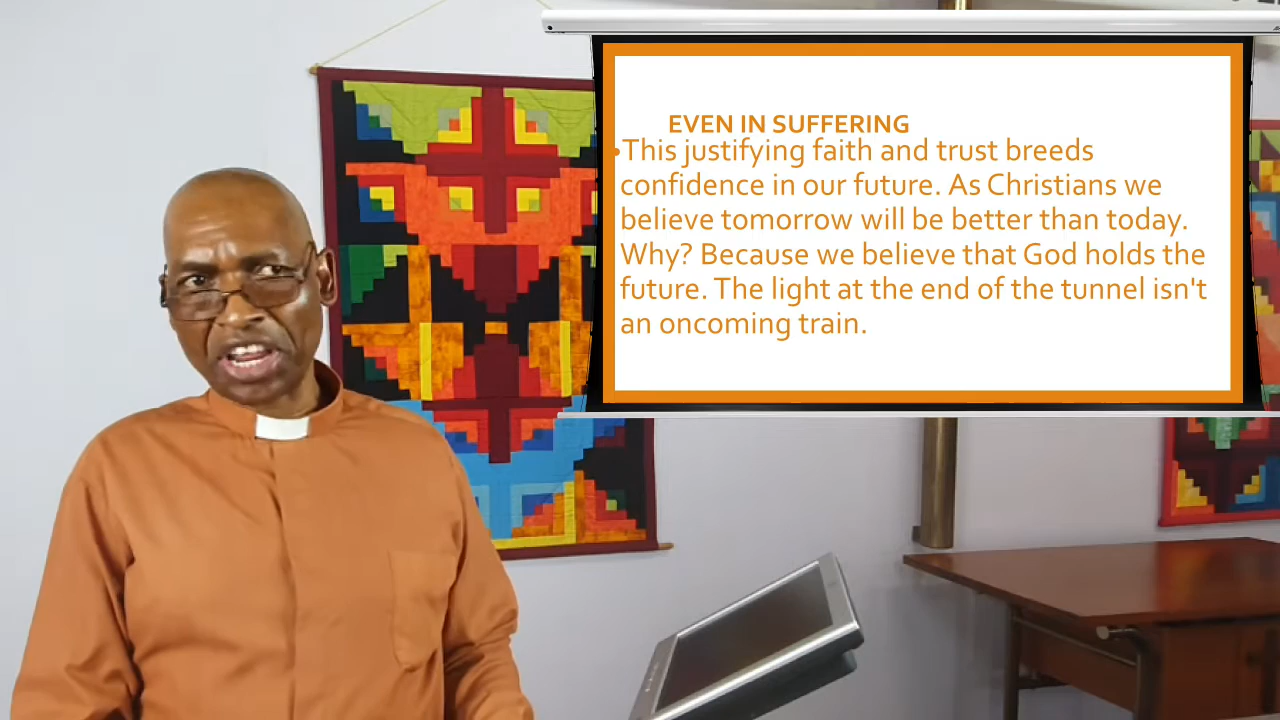 EVEN IN SUFFERING
•This justifying faith and trust breeds
confidence in our future. As Christians we
believe tomorrow will be better than today.
Why? Because we believe that God holds the
future. The light at the end of the tunnel isn't
an oncoming train.